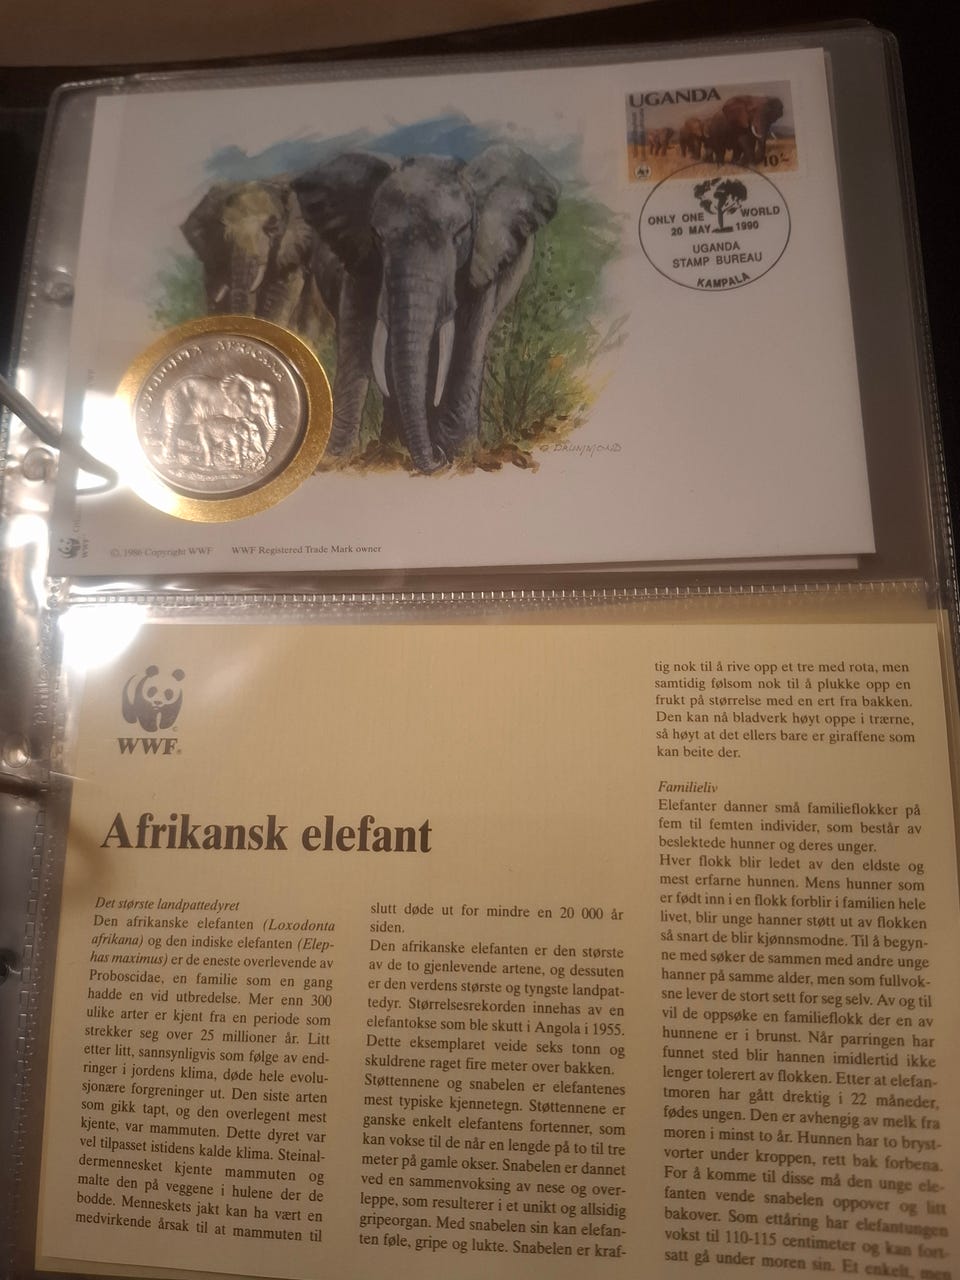 UGANDA
10/-
ONLY ONE WORLD
20 MAY 1990
UGANDA
STAMP BUREAU
KAMPALA
LOXODONTA AFRICANA
G DRUMMOND
© 1986 Copyright WWF WWF Registered Trade Mark owner
WWF
WWF
Afrikansk elefant
Det største landpattedyret
Den afrikanske elefanten (Loxodonta
afrikana) og den indiske elefanten (Elep-
has maximus) er de eneste overlevende av
Proboscidae, en familie som en gang
hadde en vid utbredelse. Mer enn 300
ulike arter er kjent fra en periode som
strekker seg over 25 millioner år. Litt
etter litt, sannsynligvis som følge av end-
ringer i jordens klima, døde hele evolu-
sjonære forgreninger ut. Den siste arten
som gikk tapt, og den overlegent mest
kjente, var mammuten. Dette dyret var
vel tilpasset istidens kalde klima. Steinal-
dermennesket kjente mammuten og
malte den på veggene i hulene der de
bodde. Menneskets jakt kan ha vært en
medvirkende årsak til at mammuten til
slutt døde ut for mindre en 20 000 år
siden.
Den afrikanske elefanten er den største
av de to gjenlevende artene, og dessuten
er den verdens største og tyngste landpat-
tedyr. Størrelsesrekorden innehas av en
elefantokse som ble skutt i Angola i 1955.
Dette eksemplaret veide seks tonn og
skuldrene raget fire meter over bakken.
Støttennene og snabelen er elefantenes
mest typiske kjennetegn. Støttennene er
ganske enkelt elefantens fortenner, som
kan vokse til de når en lengde på to til tre
meter på gamle okser. Snabelen er dannet
ved en sammenvoksing av nese og over-
leppe, som resulterer i et unikt og allsidig
gripeorgan. Med snabelen sin kan elefan-
ten føle, gripe og lukte. Snabelen er kraf-
tig nok til å rive opp et tre med rota, men
samtidig følsom nok til å plukke opp en
frukt på størrelse med en ert fra bakken.
Den kan nå bladverk høyt oppe i trærne,
så høyt at det ellers bare er giraffene som
kan beite der.
Familieliv
Elefanter danner små familieflokker på
fem til femten individer, som består av
beslektede hunner og deres unger.
Hver flokk blir ledet av den eldste og
mest erfarne hunnen. Mens hunner som
er født inn i en flokk forblir i familien hele
livet, blir unge hanner støtt ut av flokken
så snart de blir kjønnsmodne. Til å begyn-
ne med søker de sammen med andre unge
hanner på samme alder, men som fullvok-
sne lever de stort sett for seg selv. Av og til
vil de oppsøke en familieflokk der en av
hunnene er i brunst. Når parringen har
funnet sted blir hannen imidlertid ikke
lenger tolerert av flokken. Etter at elefan-
tmoren har gått drektig i 22 måneder,
fødes ungen. Den er avhengig av melk fra
moren i minst to år. Hunnen har to bryst-
vorter under kroppen, rett bak forbena.
For å komme til disse må den unge ele-
fanten vende snabelen oppover og litt
bakover. Som ettåring har elefantungen
vokst til 110-115 centimeter og kan fort-
satt gå under moren sin. Et enkelt, men